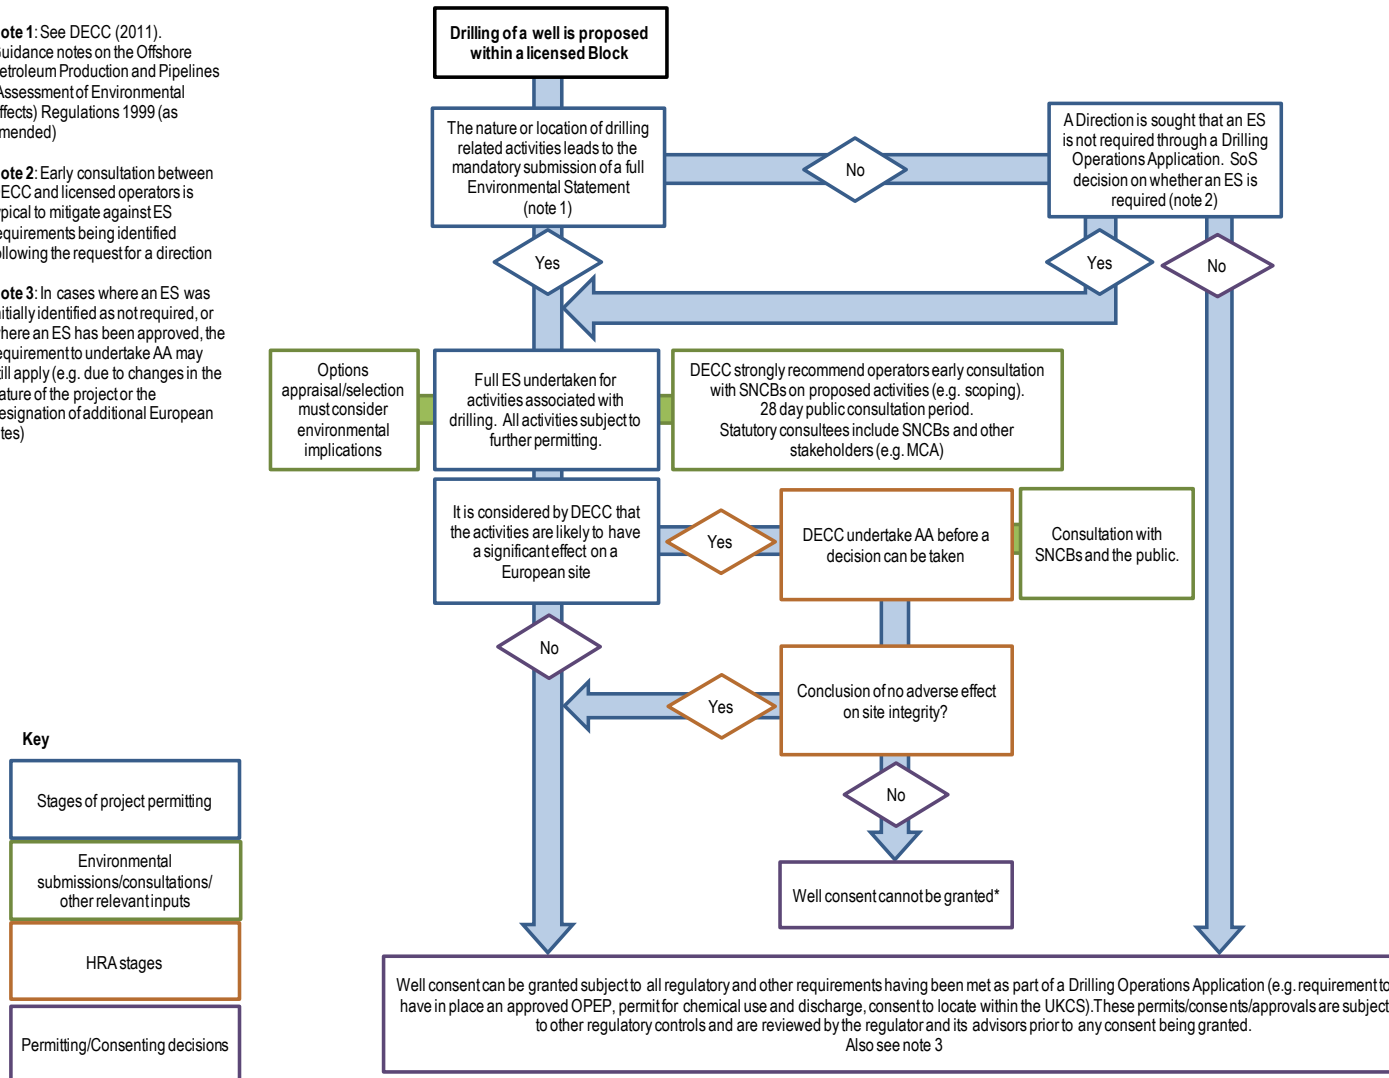 ote 1: See DECC (2011).
uidance notes on the Offshore
etroleum Production and Pipelines
Assessment of Environmental
ffects) Regulations 1999 (as
mended)
ote 2: Early consultation between
ECC and licensed operators is
ypical to mitigate against ES
equirements being identified
ollowing the request for a direction
ote 3: In cases where an ES was
nitially identified as not required, or
here an ES has been approved, the
equirement to undertake AA may
till apply (e.g. due to changes in the
ature of the project or the
esignation of additional European
ites)
Drilling of a well is proposed
within a licensed Block
The nature or location of drilling
related activities leads to the
mandatory submission of a full
Environmental Statement
(note 1)
No
A Direction is sought that an ES
is not required through a Drilling
Operations Application. SoS
decision on whether an ES is
required (note 2)
Yes
Yes
No
Options
appraisal/selection
must consider
environmental
implications
Full ES undertaken for
activities associated with
drilling. All activities subject to
further permitting.
DECC strongly recommend operators early consultation
with SNCBs on proposed activities (e.g. scoping).
28 day public consultation period.
Statutory consultees include SNCBs and other
stakeholders (e.g. MCA)
It is considered by DECC that
the activities are likely to have
a significant effect on a
European site
Yes
DECC undertake AA before a
decision can be taken
Consultation with
SNCBs and the public.
No
Yes
Conclusion of no adverse effect
on site integrity?
No
Well consent cannot be granted*
Well consent can be granted subject to all regulatory and other requirements having been met as part of a Drilling Operations Application (e.g. requirement to
have in place an approved OPEP, permit for chemical use and discharge, consent to locate within the UKCS).These permits/consents/approvals are subject
to other regulatory controls and are reviewed by the regulator and its advisors prior to any consent being granted.
Also see note 3
Key
Stages of project permitting
Environmental
submissions/consultations/
other relevant inputs
HRA stages
Permitting/Consenting decisions